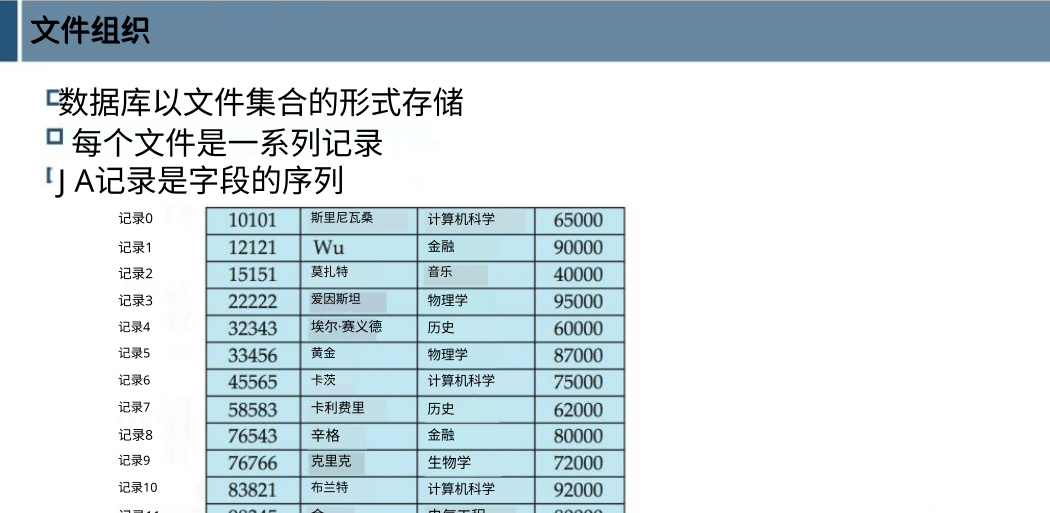 文件组织
数据库以文件集合的形式存储
每个文件是一系列记录
J A记录是字段的序列
记录0 10101 斯里尼瓦桑 计算机科学 65000
记录1 12121 Wu 金融 90000
记录2 15151 莫扎特 音乐 40000
记录3 22222 爱因斯坦 物理学 95000
记录4 32343 埃尔·赛义德 历史 60000
记录5 33456 黄金 物理学 87000
记录6 45565 卡茨 计算机科学 75000
记录7 58583 卡利费里 历史 62000
记录8 76543 辛格 金融 80000
记录9 76766 克里克 生物学 72000
记录10 83821 布兰特 计算机科学 92000